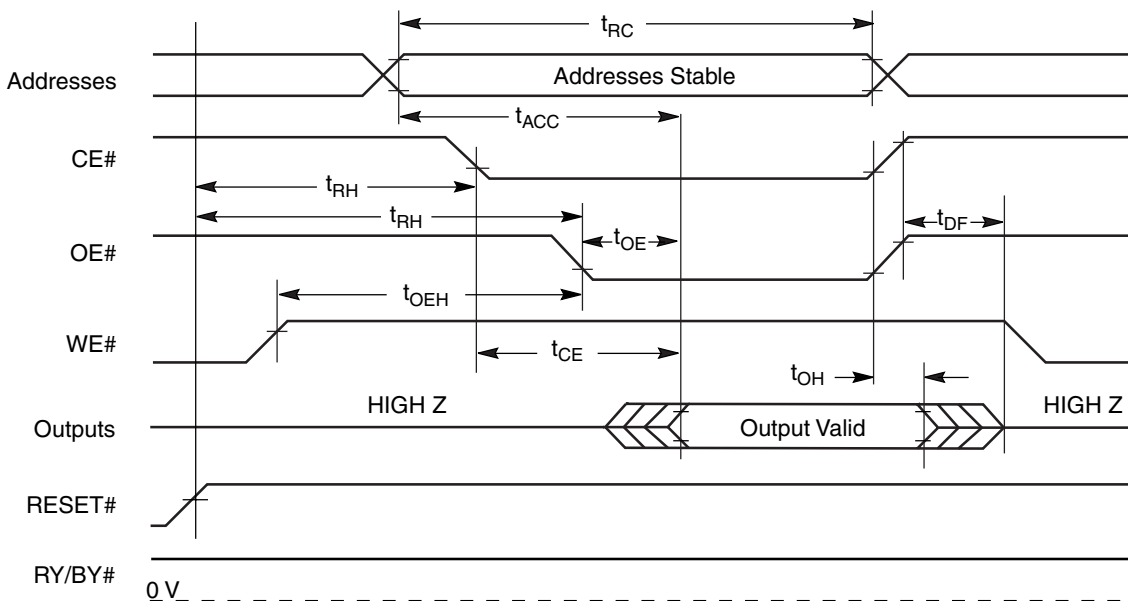 tRC
Addresses
Addresses Stable
tACC
CE#
tRH
tRH
tDF
OE#
tOE
tOEH
WE#
tCE
tOH
HIGH Z
HIGH Z
Outputs
Output Valid
RESET#
RY/BY#
0 V